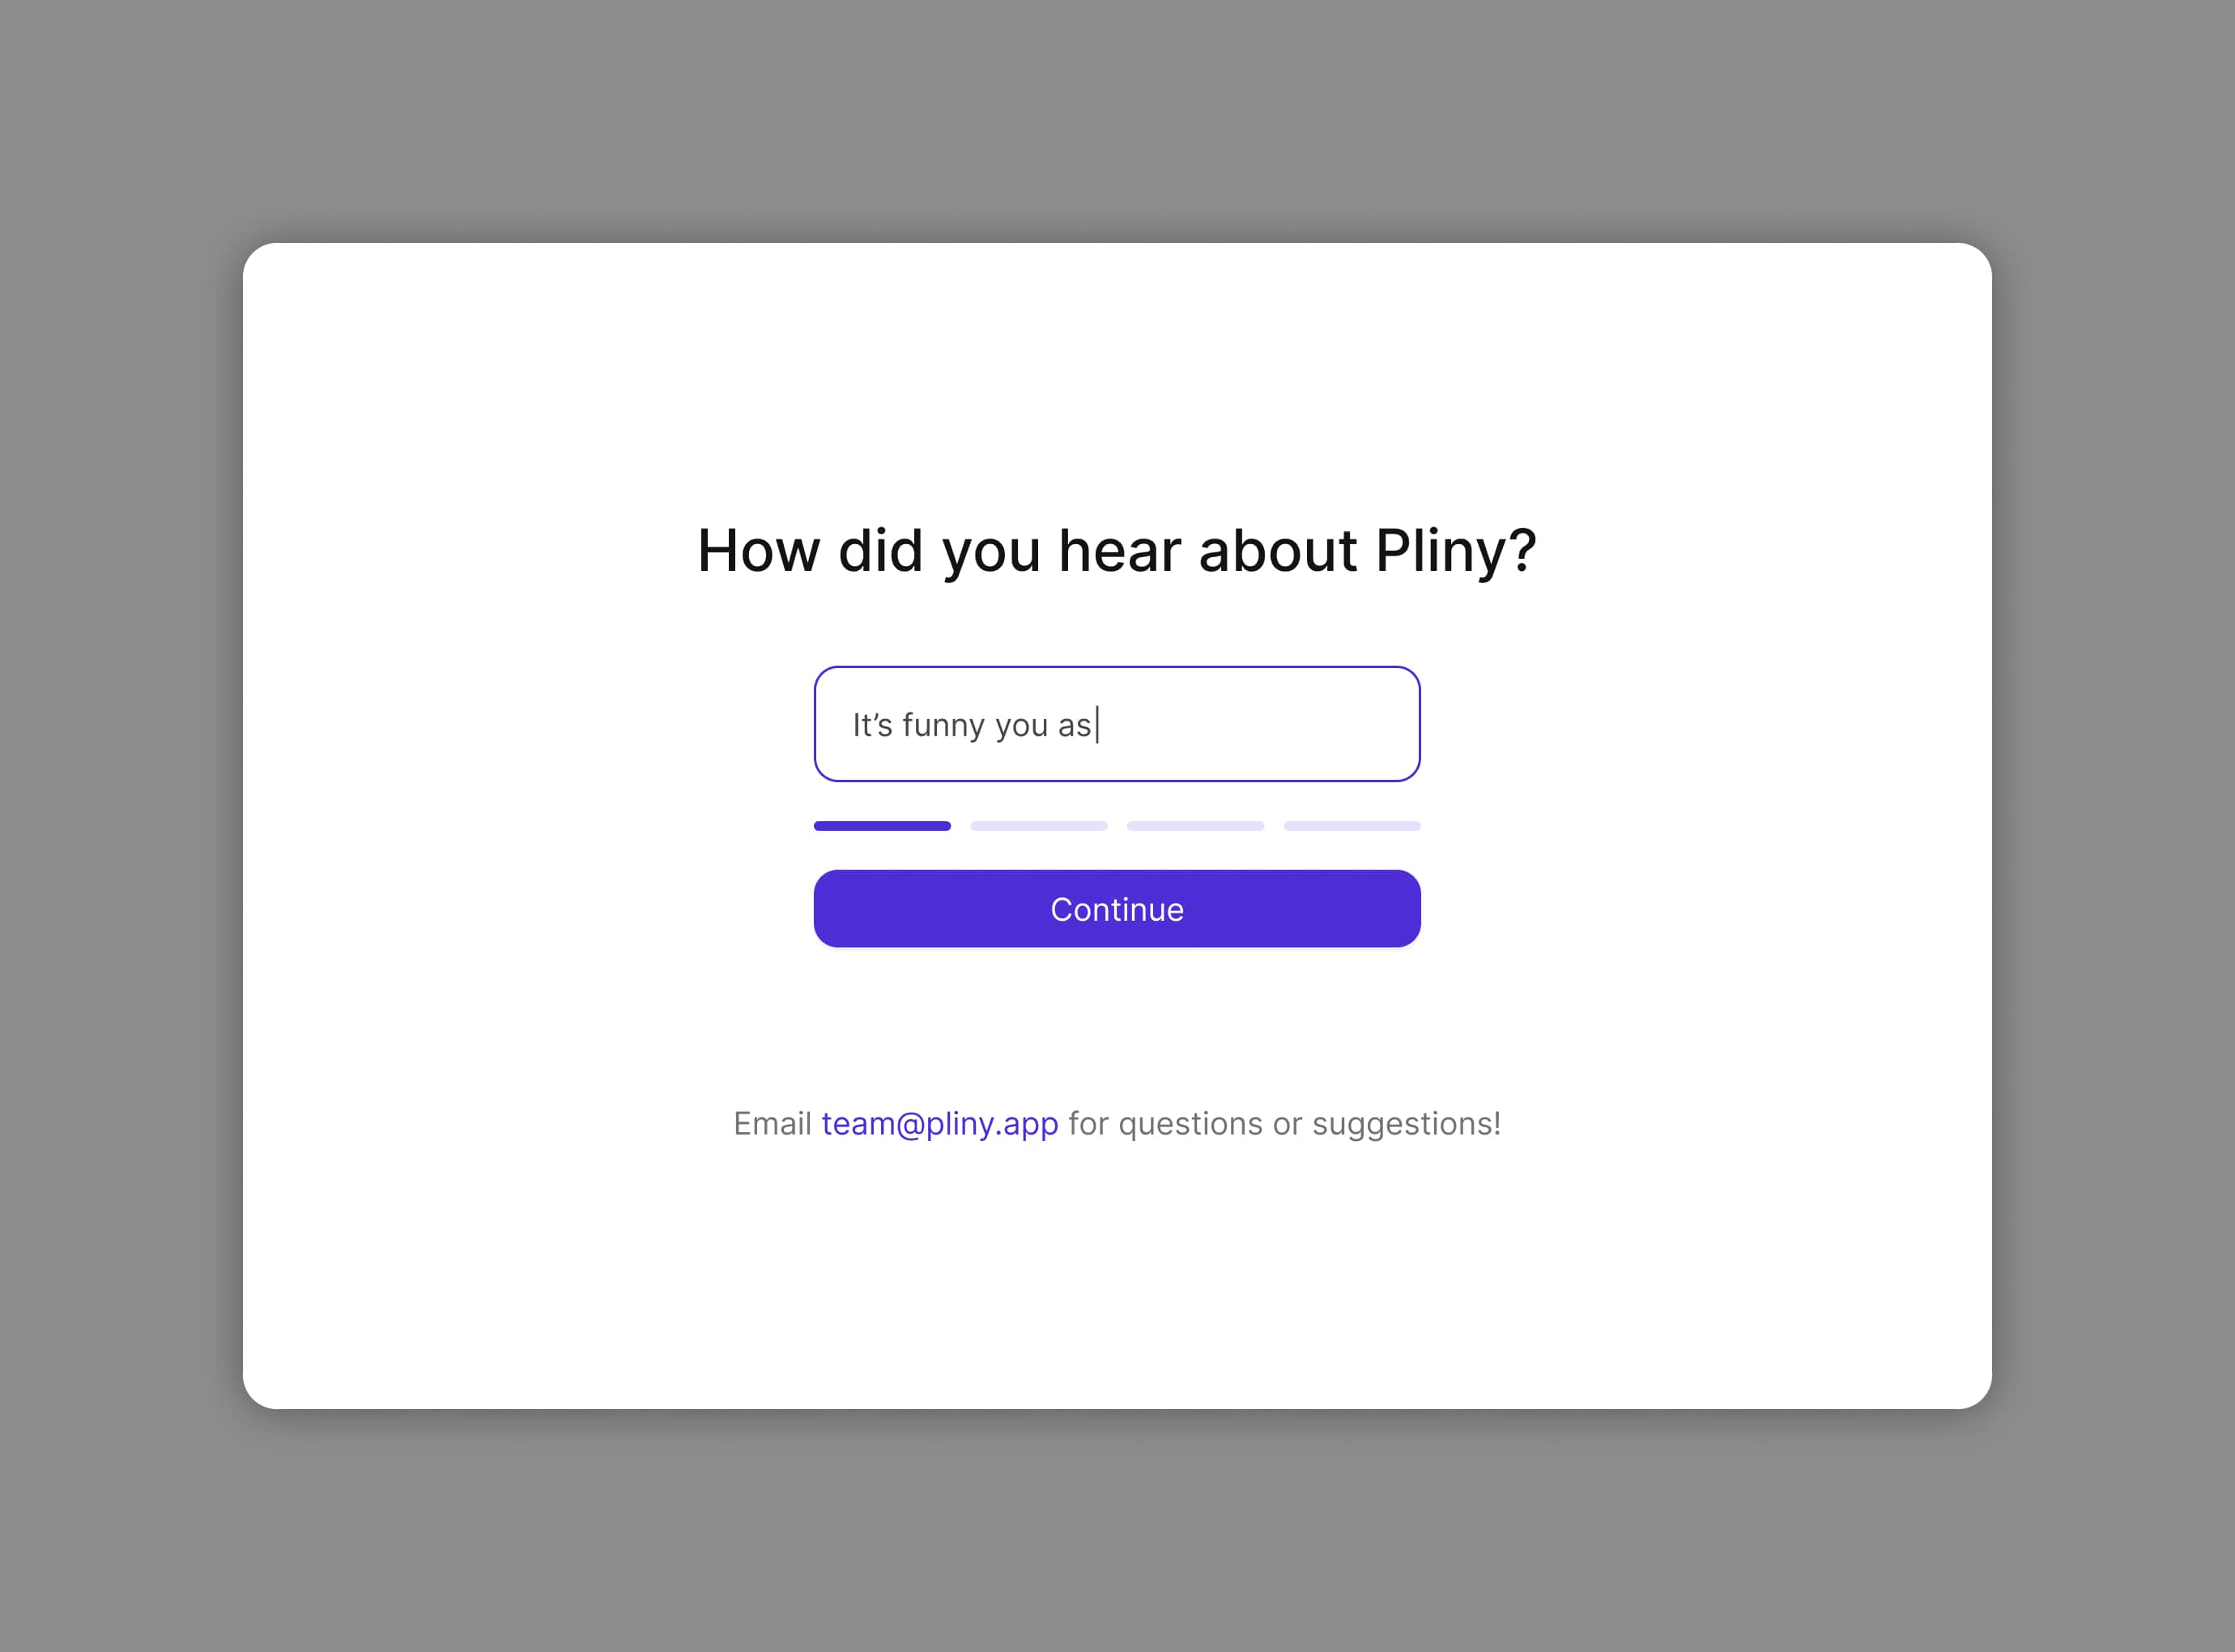 How did you hear about Pliny?
It’s funny you as
Continue
Email team@pliny.app for questions or suggestions!